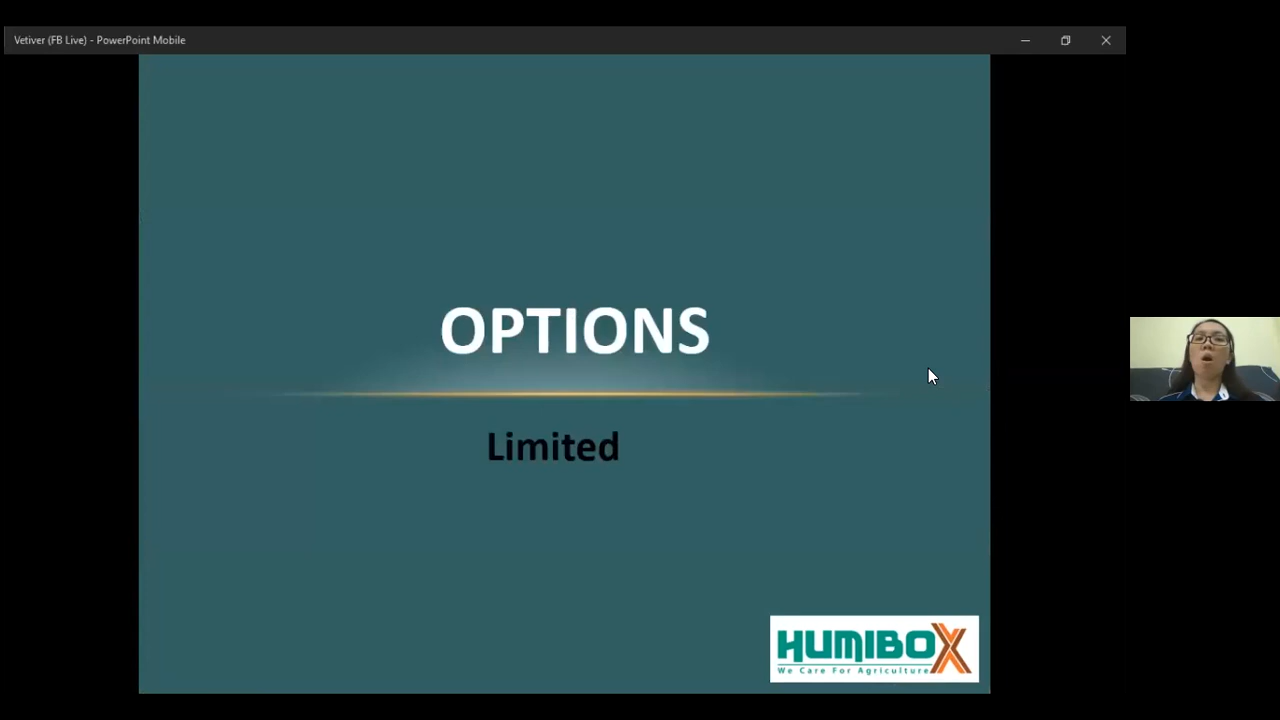 Vetiver (FB Live) - PowerPoint Mobile
OPTIONS
Limited
HUMIBOX
We Care For Agriculture